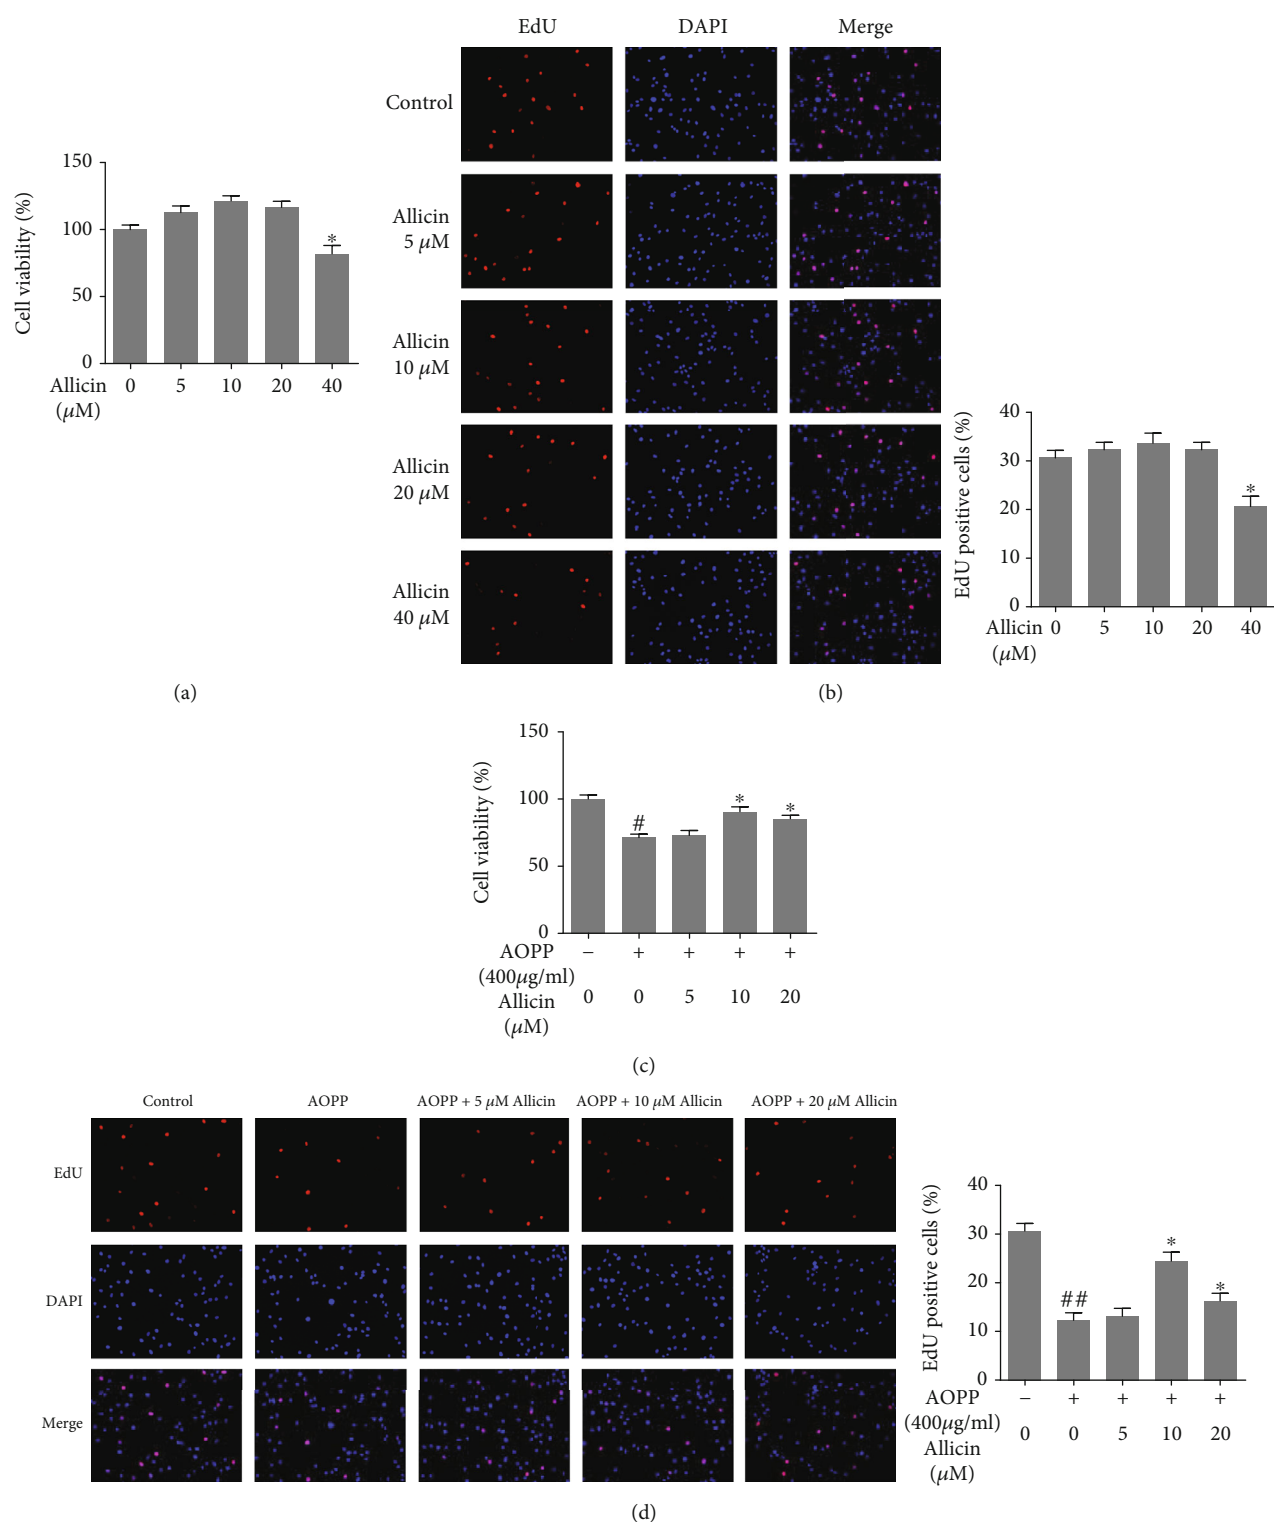 EdU DAPI Merge
Control
Allicin
5 μM
Allicin
10 μM
Allicin
20 μM
Allicin
40 μM
Cell viability (%)
150
100
50
0
*
Allicin 0 5 10 20 40
(μM)
(a)
EdU positive cells (%)
40
30
20
10
0
*
Allicin 0 5 10 20 40
(μM)
(b)
Cell viability (%)
150
100
50
0
# * *
AOPP − + + + +
(400μg/ml)
Allicin 0 0 5 10 20
(μM)
(c)
Control AOPP AOPP + 5 μM Allicin AOPP + 10 μM Allicin AOPP + 20 μM Allicin
EdU
DAPI
Merge
EdU positive cells (%)
40
30
20
10
0
## * *
AOPP − + + + +
(400μg/ml)
Allicin 0 0 5 10 20
(μM)
(d)